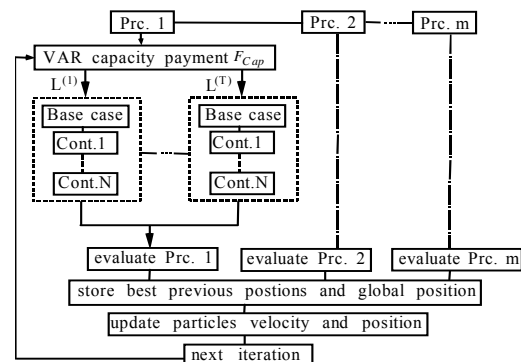 Prc. 1 Prc. 2 Prc. m
VAR capacity payment F_Cap
L^(1) L^(T)
Base case Base case
Cont.1 Cont.1
Cont.N Cont.N
evaluate Prc. 1 evaluate Prc. 2 evaluate Prc. m
store best previous postions and global position
update particles velocity and position
next iteration